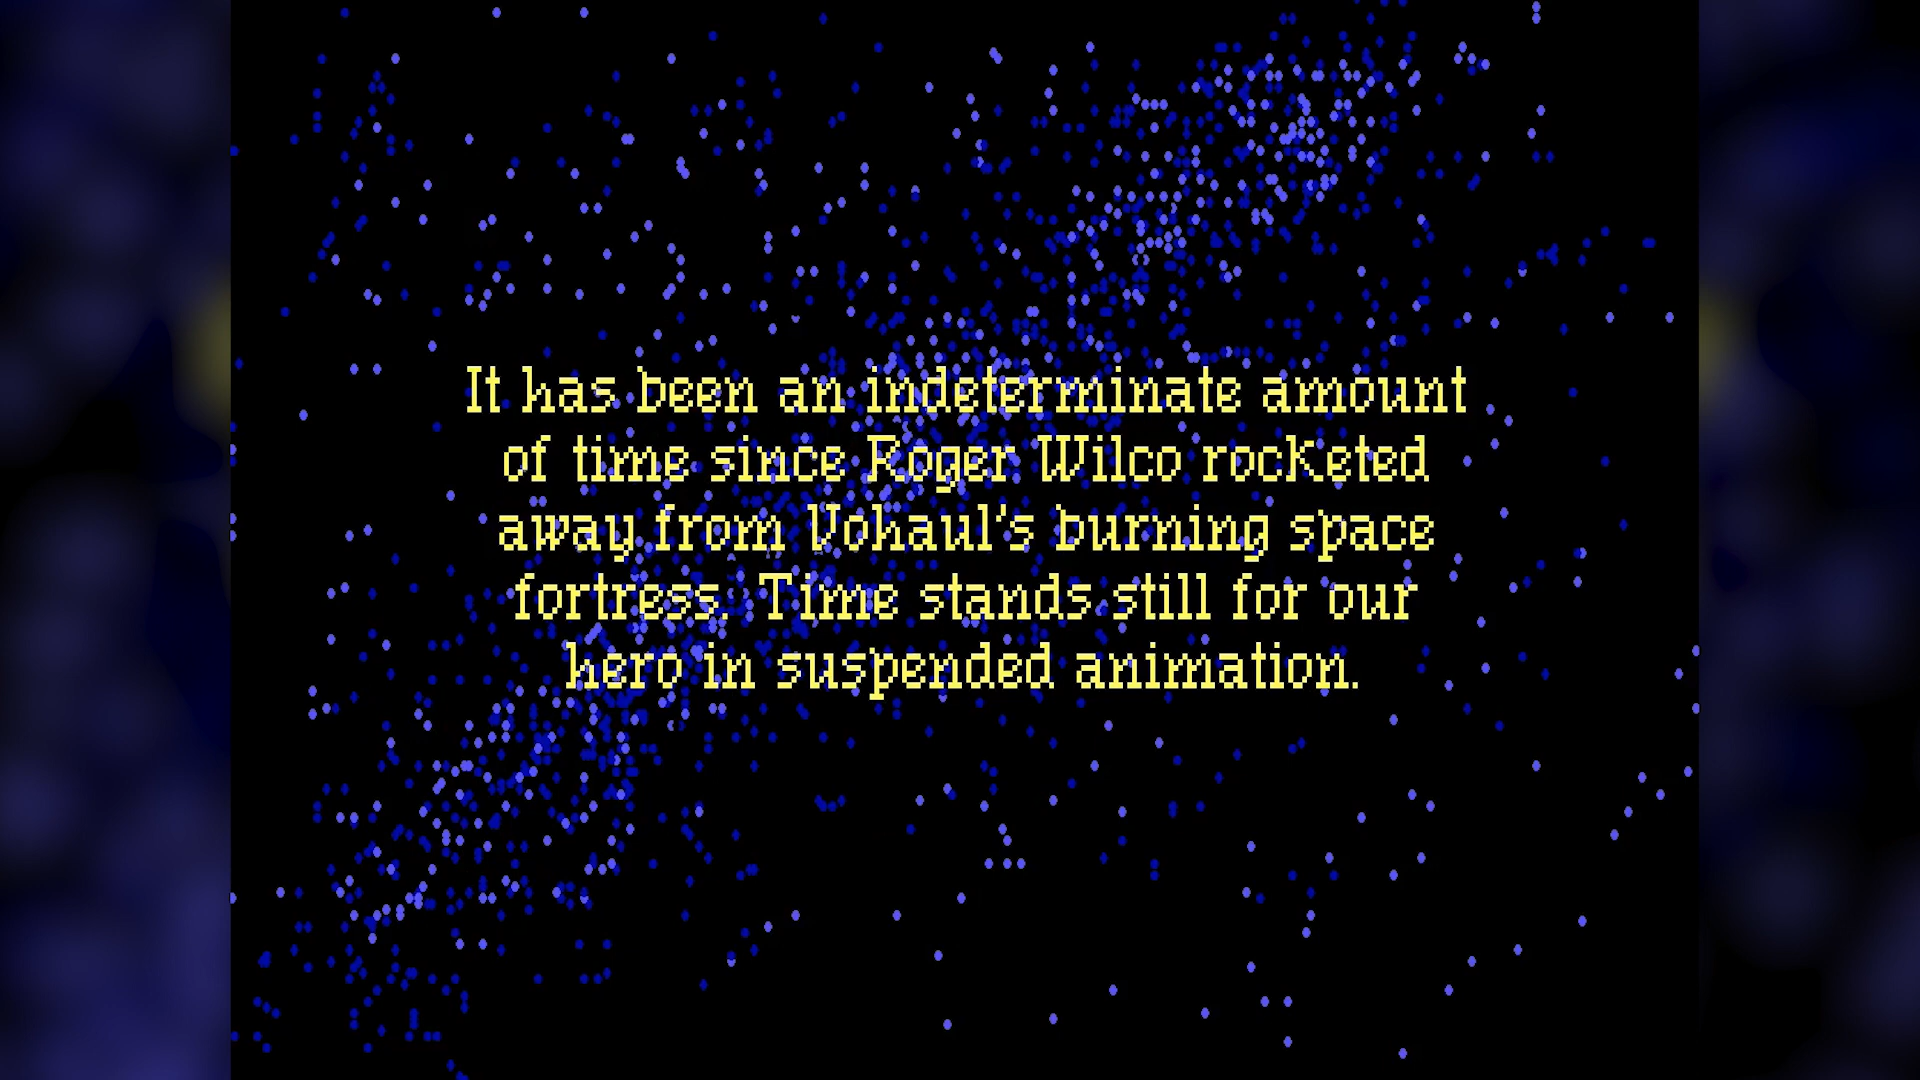 It has been an indeterminate amount
of time since Roger Wilco rocketed
away from Vohaul's burning space
fortress. Time stands still for our
hero in suspended animation.